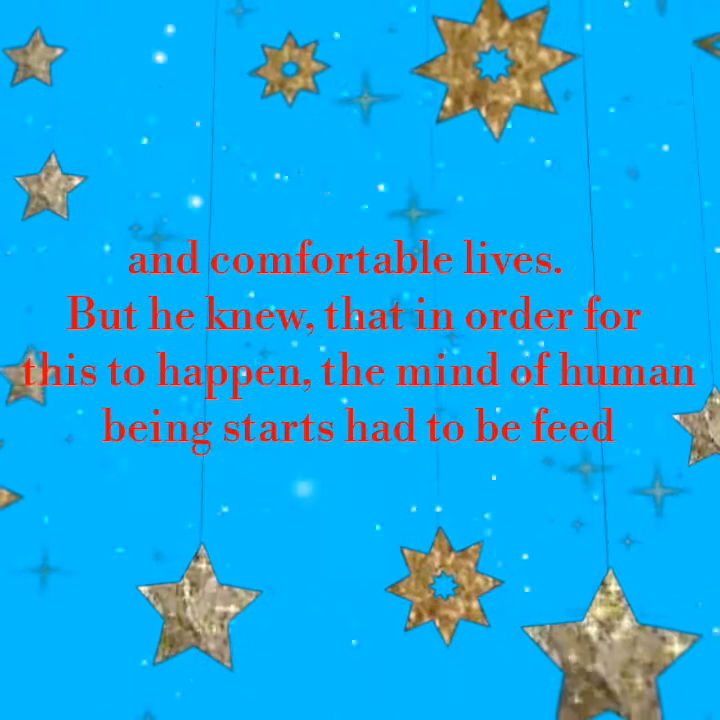 and comfortable lives.
But he knew, that in order for
this to happen, the mind of human
being starts had to be feed